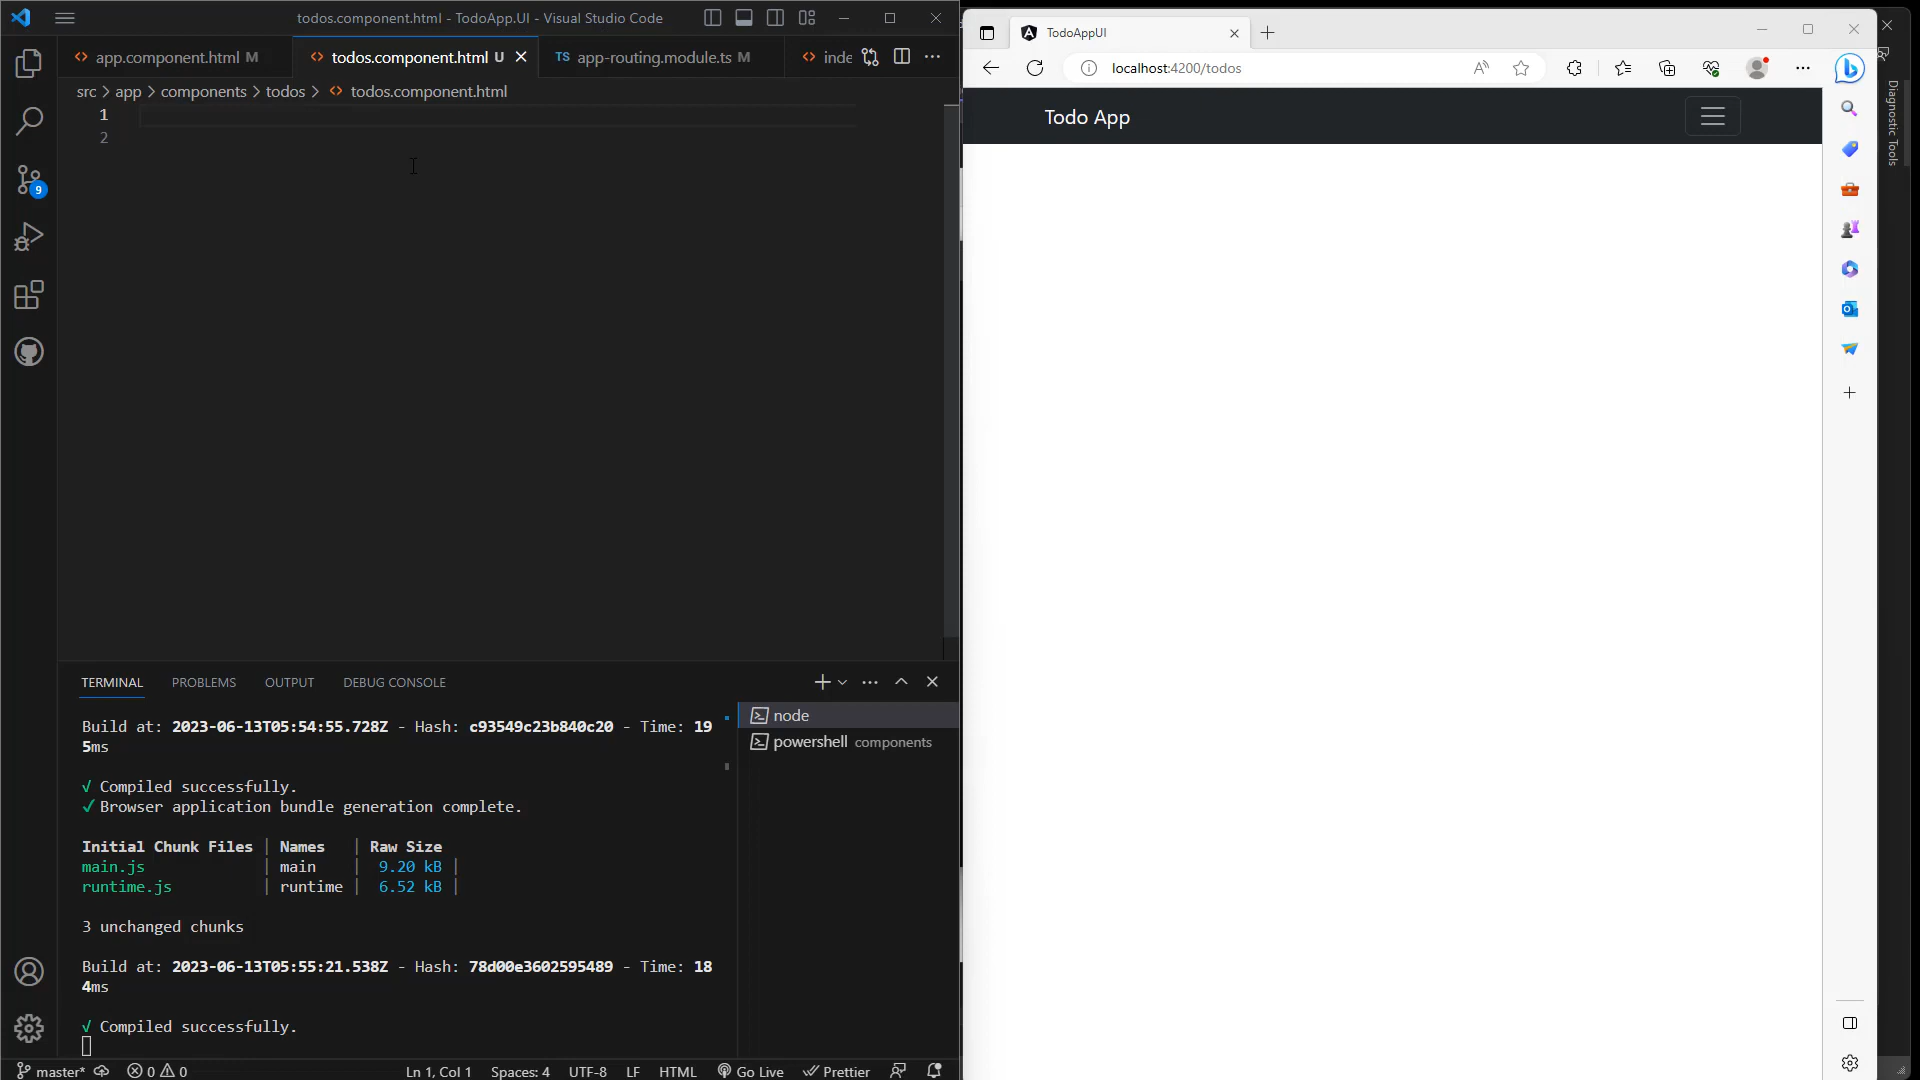 todos.component.html - TodoApp.UI - Visual Studio Code
app.component.html M
todos.component.html U
TS app-routing.module.ts M
inde
src > app > components > todos > todos.component.html
1
2
9
TERMINAL PROBLEMS OUTPUT DEBUG CONSOLE
Build at: 2023-06-13T05:54:55.728Z - Hash: c93549c23b840c20 - Time: 19
5ms
√ Compiled successfully.
✓ Browser application bundle generation complete.
Initial Chunk Files | Names | Raw Size
main.js | main | 9.20 kB |
runtime.js | runtime | 6.52 kB |
3 unchanged chunks
Build at: 2023-06-13T05:55:21.538Z - Hash: 78d00e3602595489 - Time: 18
4ms
√ Compiled successfully.
node
powershell components
master* 0 0 Ln 1, Col 1 Spaces: 4 UTF-8 LF HTML Go Live Prettier
TodoAppUI
localhost:4200/todos
Todo App
Diagnostic Tools